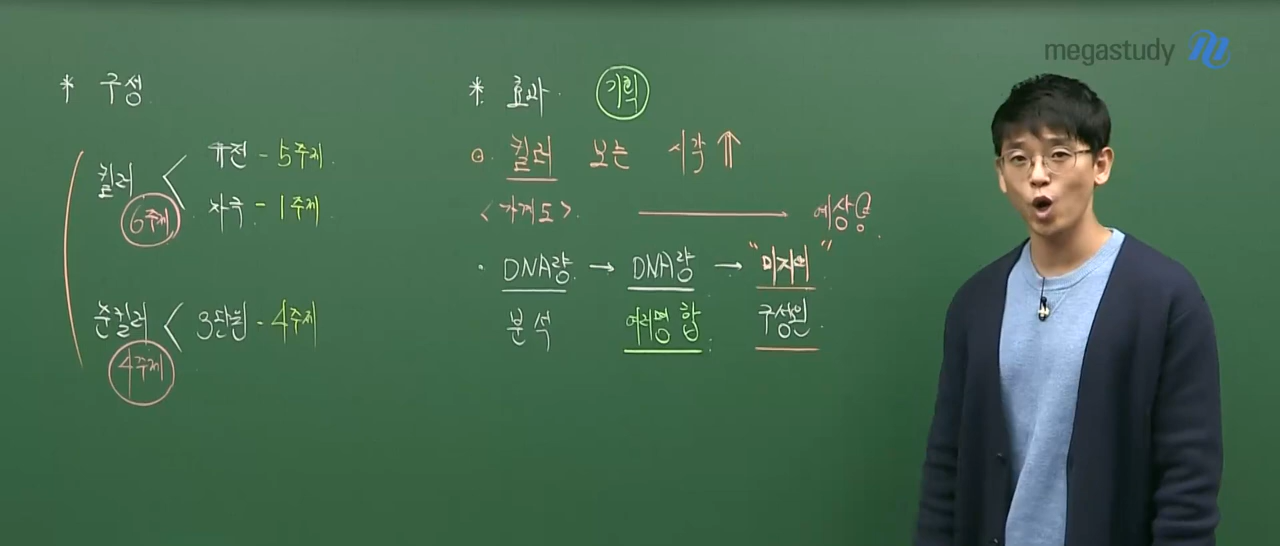 megastudy
* 구성
킬러 < 유전 - 5주제
자극 - 1주제
6주제
준킬러 < 3단원 - 4주제
4주제
* 효과. 기획
⊙. 킬러 보는 시각 ⇑
<가계도>. → 예상용.
· DNA량 → DNA량 → "미지의"
분석 여러명 합. 구성원.